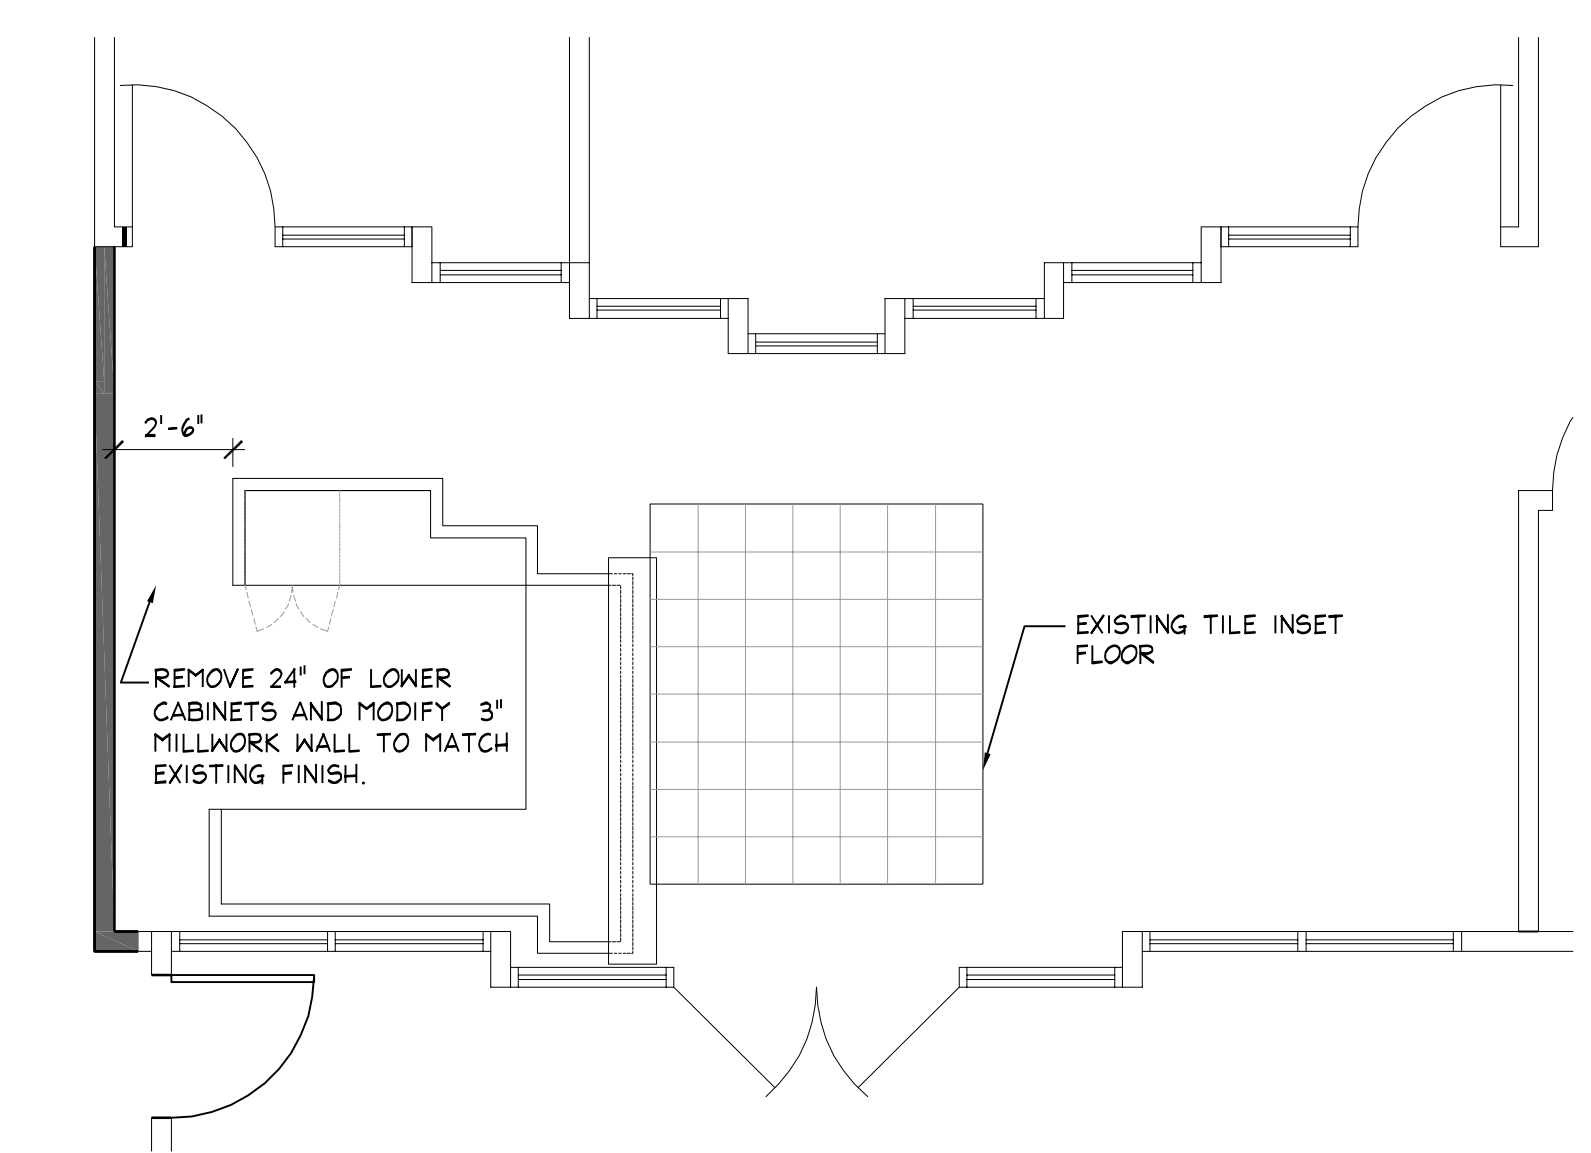 2'-6"
EXISTING TILE INSET
FLOOR
REMOVE 24" OF LOWER
CABINETS AND MODIFY 3"
MILLWORK WALL TO MATCH
EXISTING FINISH.